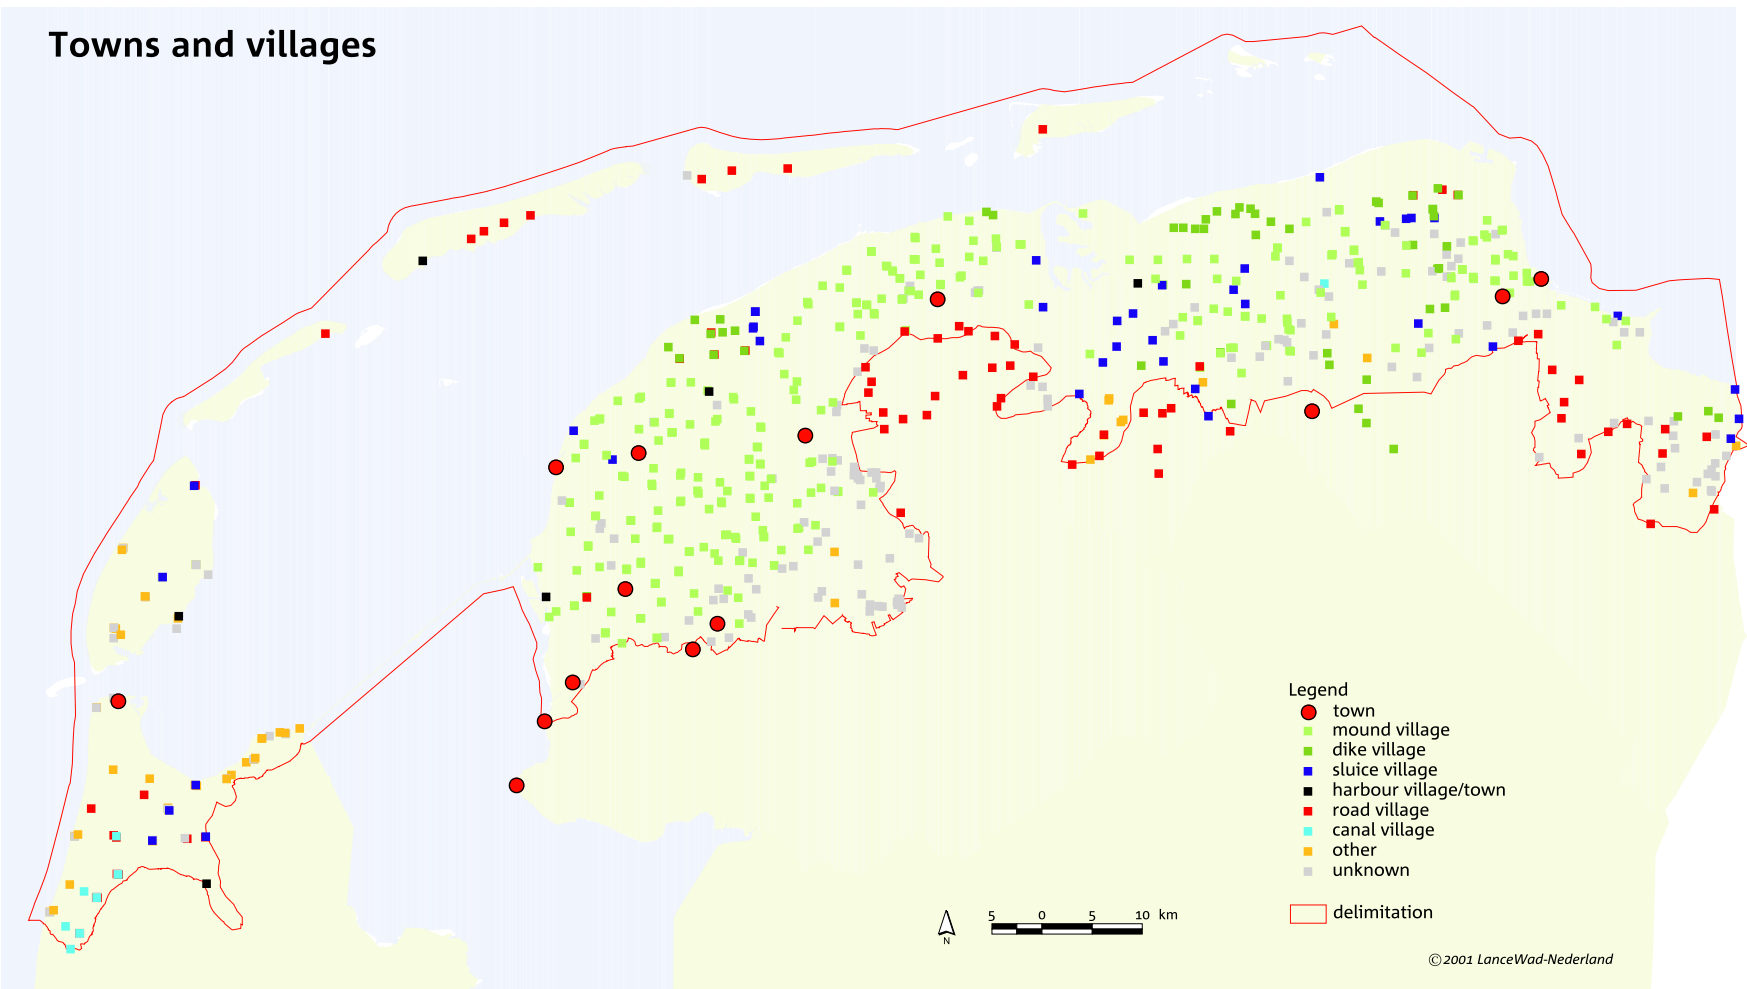 Towns and villages
Legend
town
mound village
dike village
sluice village
harbour village/town
road village
canal village
other
unknown
delimitation
5 0 5 10 km
N
©2001 LanceWad-Nederland